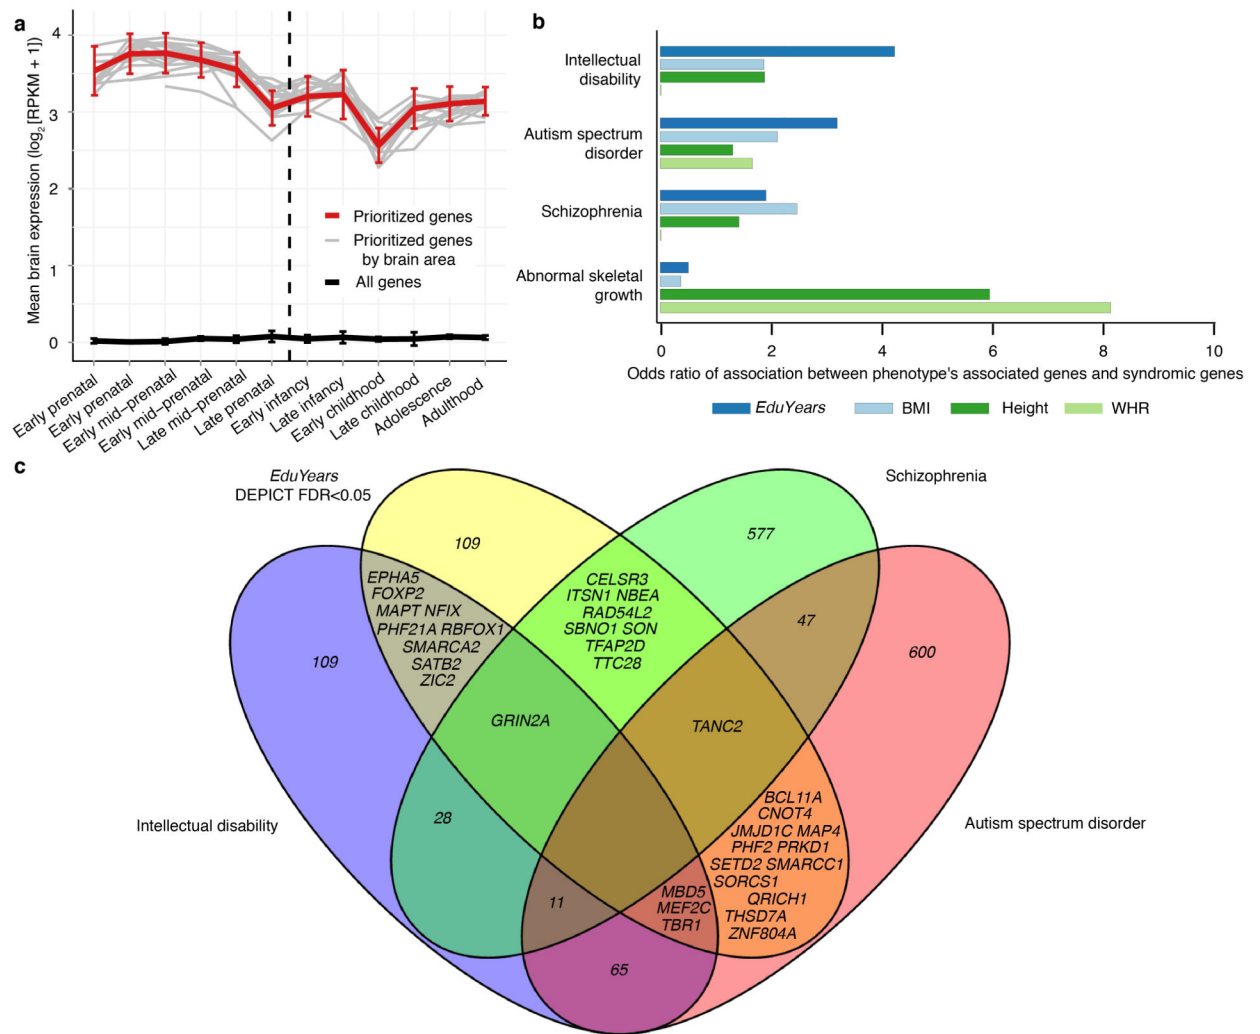 a
4
3
2
1
0
Mean brain expression (log2 [RPKM + 1])
Prioritized genes
Prioritized genes
by brain area
All genes
Early prenatal
Early prenatal
Early mid–prenatal
Early mid–prenatal
Late mid–prenatal
Late prenatal
Early infancy
Late infancy
Early childhood
Late childhood
Adolescence
Adulthood
b
Intellectual
disability
Autism spectrum
disorder
Schizophrenia
Abnormal skeletal
growth
0 2 4 6 8 10
Odds ratio of association between phenotype's associated genes and syndromic genes
EduYears BMI Height WHR
c
EduYears
DEPICT FDR<0.05
Schizophrenia
Intellectual disability
Autism spectrum disorder
109
577
109
600
47
EPHA5
FOXP2
MAPT NFIX
PHF21A RBFOX1
SMARCA2
SATB2
ZIC2
CELSR3
ITSN1 NBEA
RAD54L2
SBNO1 SON
TFAP2D
TTC28
GRIN2A
TANC2
28
11
65
MBD5
MEF2C
TBR1
BCL11A
CNOT4
JMJD1C MAP4
PHF2 PRKD1
SETD2 SMARCC1
SORCS1
QRICH1
THSD7A
ZNF804A